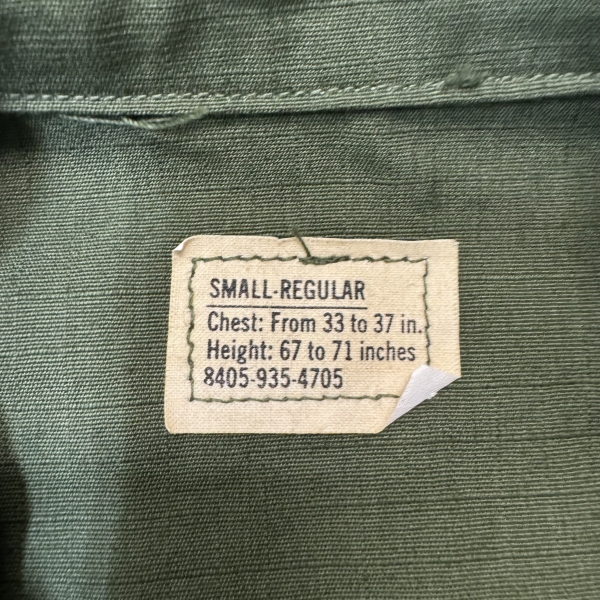 SMALL-REGULAR
Chest: From 33 to 37 in.
Height: 67 to 71 inches
8405-935-4705